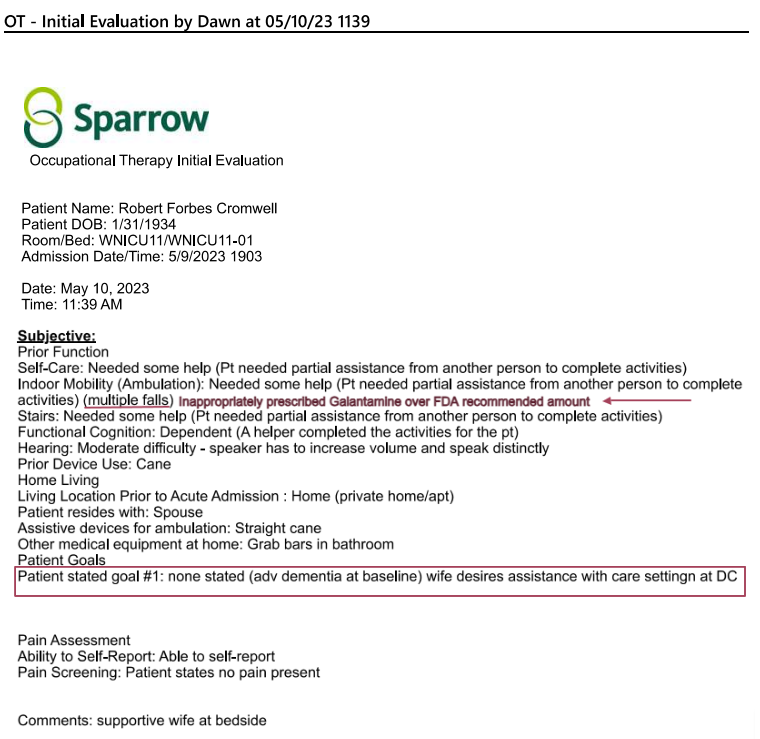 OT - Initial Evaluation by Dawn at 05/10/23 1139
Sparrow
Occupational Therapy Initial Evaluation
Patient Name: Robert Forbes Cromwell
Patient DOB: 1/31/1934
Room/Bed: WNICU11/WNICU11-01
Admission Date/Time: 5/9/2023 1903
Date: May 10, 2023
Time: 11:39 AM
Subjective:
Prior Function
Self-Care: Needed some help (Pt needed partial assistance from another person to complete activities)
Indoor Mobility (Ambulation): Needed some help (Pt needed partial assistance from another person to complete
activities) (multiple falls) Inappropriately prescribed Galantamine over FDA recommended amount
Stairs: Needed some help (Pt needed partial assistance from another person to complete activities)
Functional Cognition: Dependent (A helper completed the activities for the pt)
Hearing: Moderate difficulty - speaker has to increase volume and speak distinctly
Prior Device Use: Cane
Home Living
Living Location Prior to Acute Admission : Home (private home/apt)
Patient resides with: Spouse
Assistive devices for ambulation: Straight cane
Other medical equipment at home: Grab bars in bathroom
Patient Goals
Patient stated goal #1: none stated (adv dementia at baseline) wife desires assistance with care settingn at DC
Pain Assessment
Ability to Self-Report: Able to self-report
Pain Screening: Patient states no pain present
Comments: supportive wife at bedside